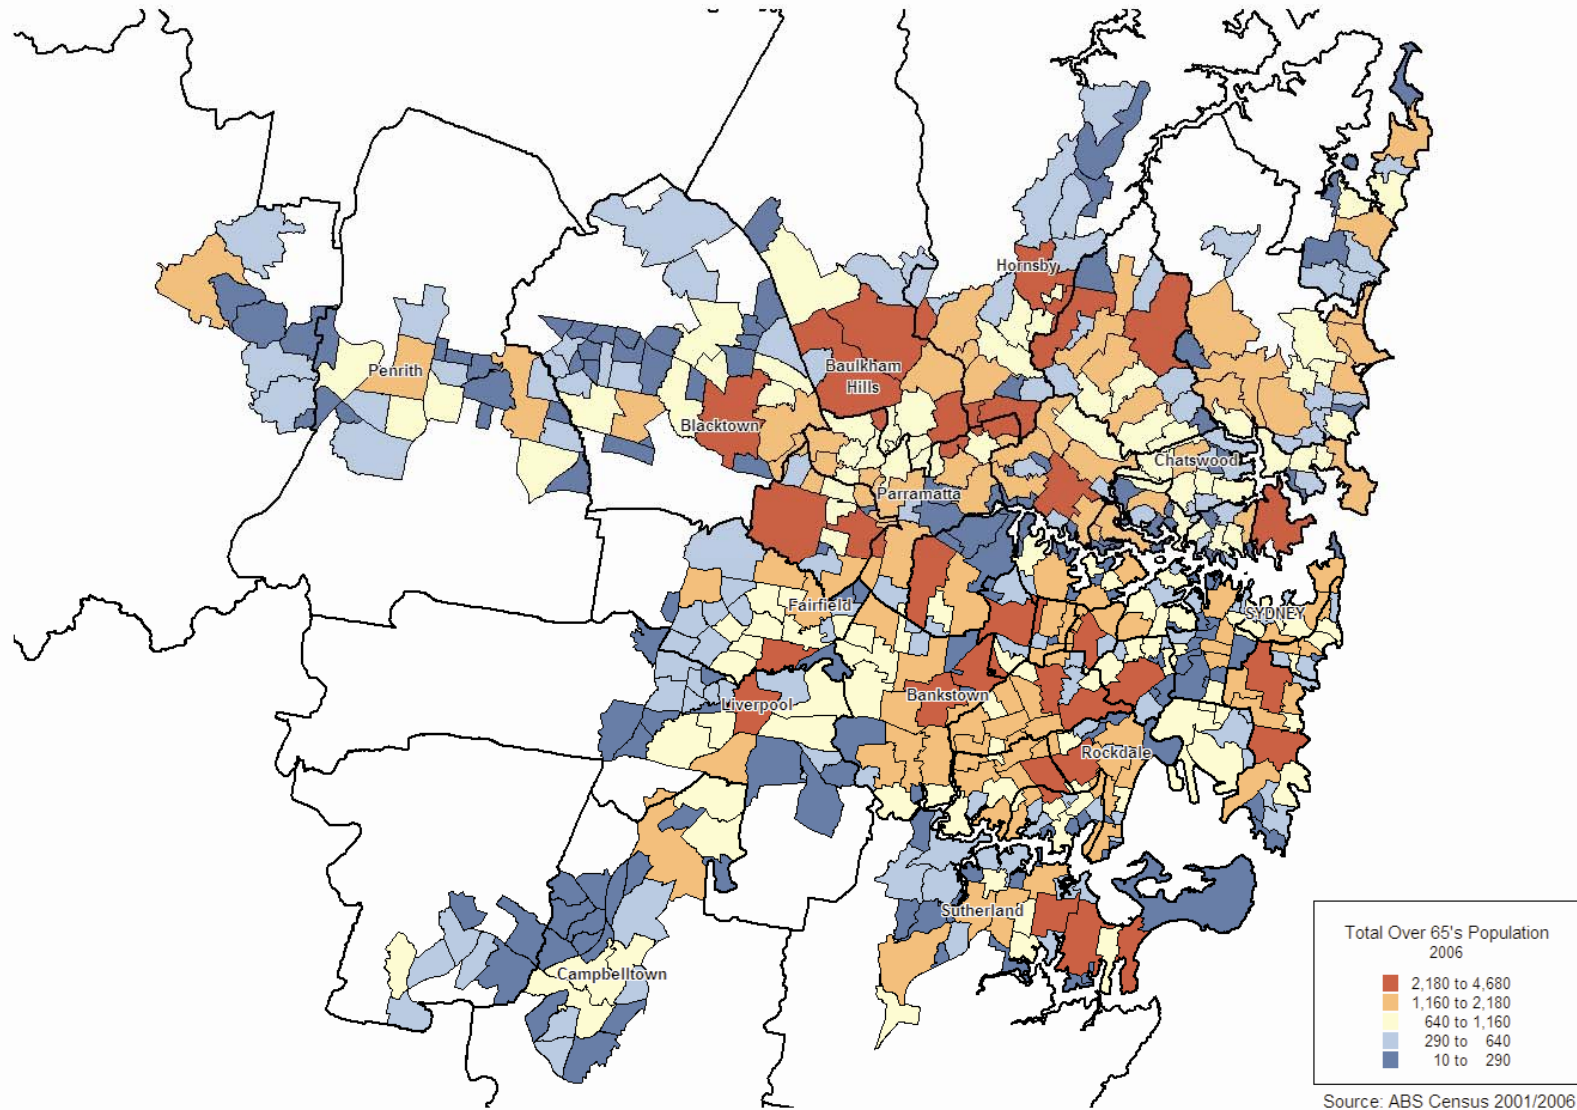 Hornsby
Penrith
Baulkham
Hills
Blacktown
Chatswood
Parramatta
Fairfield
SYDNEY
Liverpool
Bankstown
Rockdale
Sutherland
Campbelltown
Total Over 65's Population
2006
2,180 to 4,680
1,160 to 2,180
640 to 1,160
290 to 640
10 to 290
Source: ABS Census 2001/2006